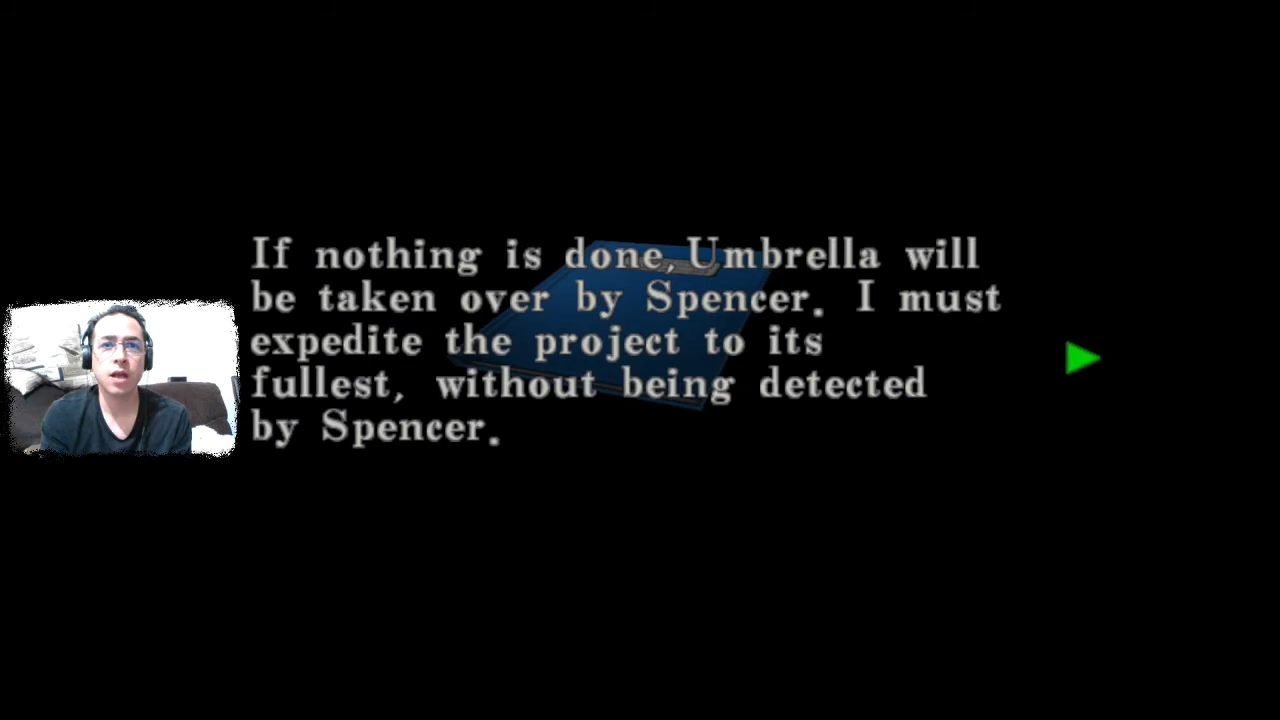 If nothing is done, Umbrella will
be taken over by Spencer. I must
expedite the project to its
fullest, without being detected
by Spencer.